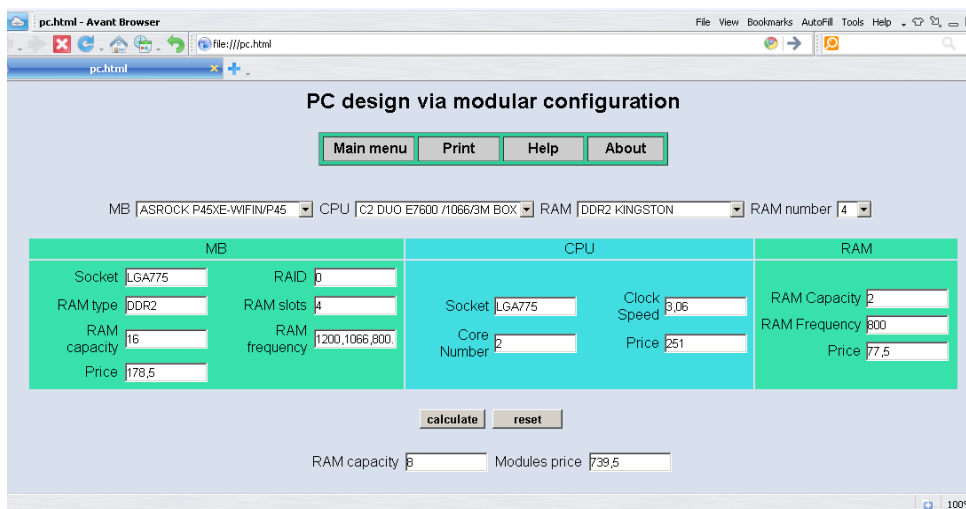 pc.html - Avant Browser
File View Bookmarks AutoFill Tools Help
file:///pc.html
pc.html
PC design via modular configuration
Main menu Print Help About
MB ASROCK P45XE-WIFIN/P45 CPU C2 DUO E7600 /1066/3M BOX RAM DDR2 KINGSTON RAM number 4
MB CPU RAM
Socket LGA775 RAID 0
RAM type DDR2 RAM slots 4
RAM capacity 16 RAM frequency 1200,1066,800.
Price 178,5
Socket LGA775 Clock Speed 3,06
Core Number 2 Price 251
RAM Capacity 2
RAM Frequency 800
Price 77,5
calculate reset
RAM capacity 8 Modules price 739,5